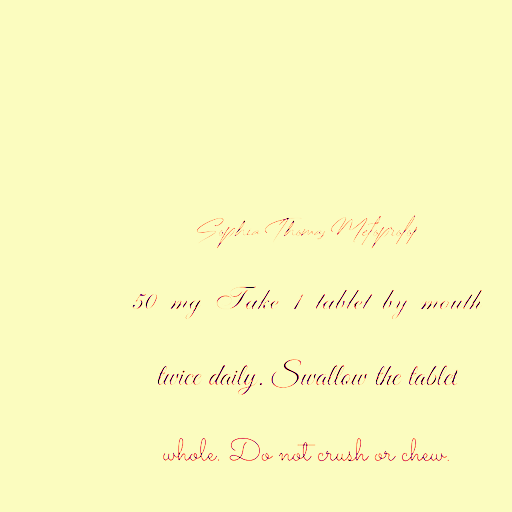 Sophia Thomas Metoprolol
50 mg Take 1 tablet by mouth
twice daily. Swallow the tablet
whole. Do not crush or chew.